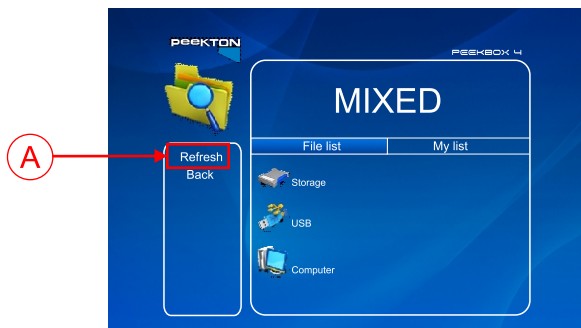 PEEKTON
PEEKBOX 4
MIXED
A
Refresh
Back
File list
My list
Storage
USB
Computer